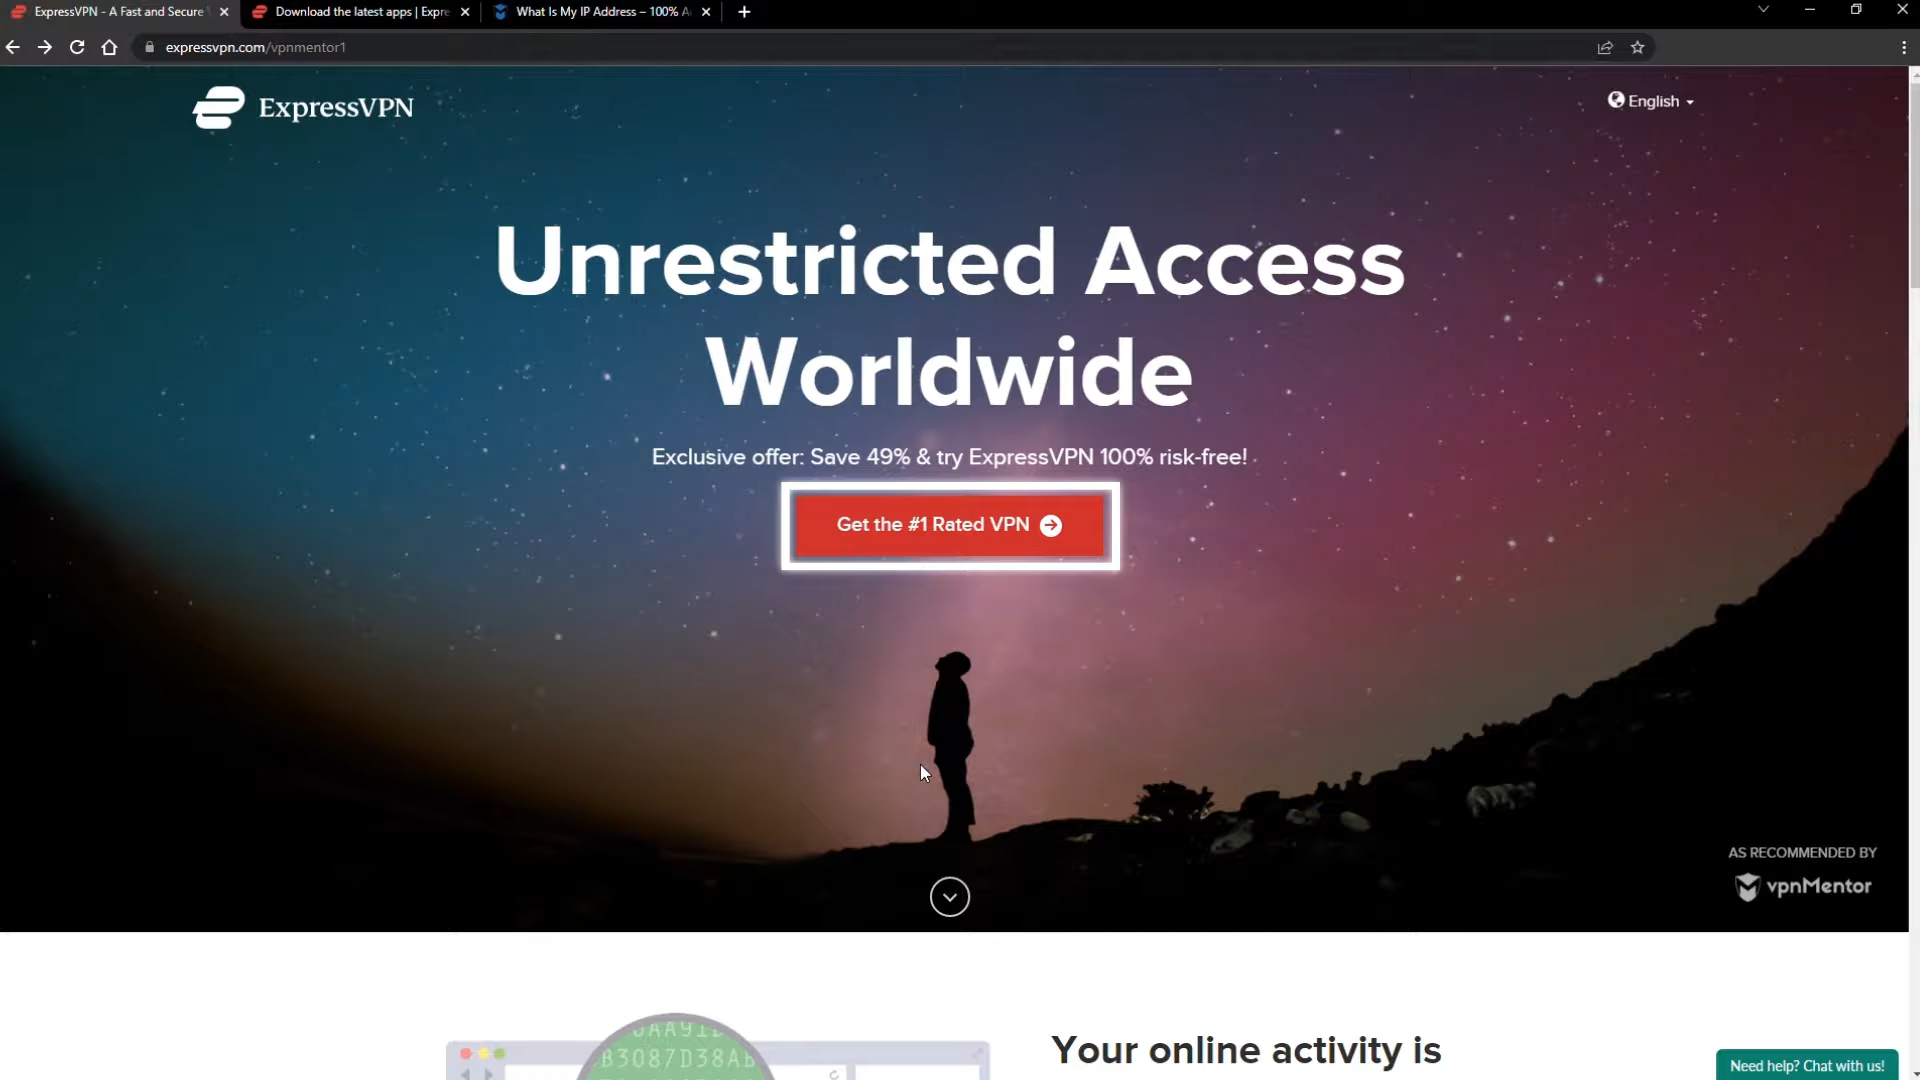 ExpressVPN - A Fast and Secure
Download the latest apps | Expre
What Is My IP Address – 100% A
expressvpn.com/vpnmentor1
ExpressVPN
English
Unrestricted Access
Worldwide
Exclusive offer: Save 49% & try ExpressVPN 100% risk-free!
Get the #1 Rated VPN
AS RECOMMENDED BY
vpnMentor
B3087D38AB
Your online activity is
Need help? Chat with us!